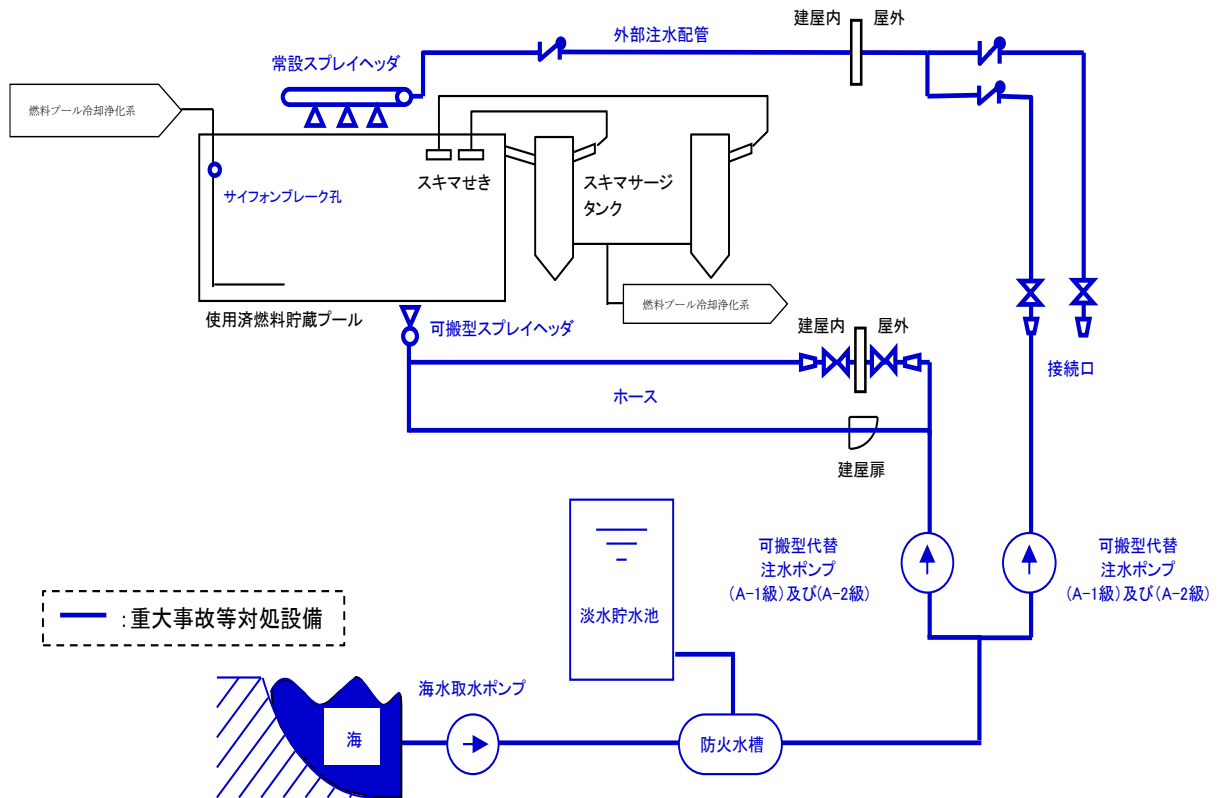 建屋内
屋外
外部注水配管
常設スプレイヘッダ
燃料プール冷却浄化系
スキマせき
スキマサージ
タンク
サイフォンブレーク孔
燃料プール冷却浄化系
使用済燃料貯蔵プール
可搬型スプレイヘッダ
建屋内
屋外
接続口
ホース
建屋扉
可搬型代替
注水ポンプ
(A-1級)及び(A-2級)
可搬型代替
注水ポンプ
(A-1級)及び(A-2級)
淡水貯水池
:重大事故等対処設備
海水取水ポンプ
海
防火水槽